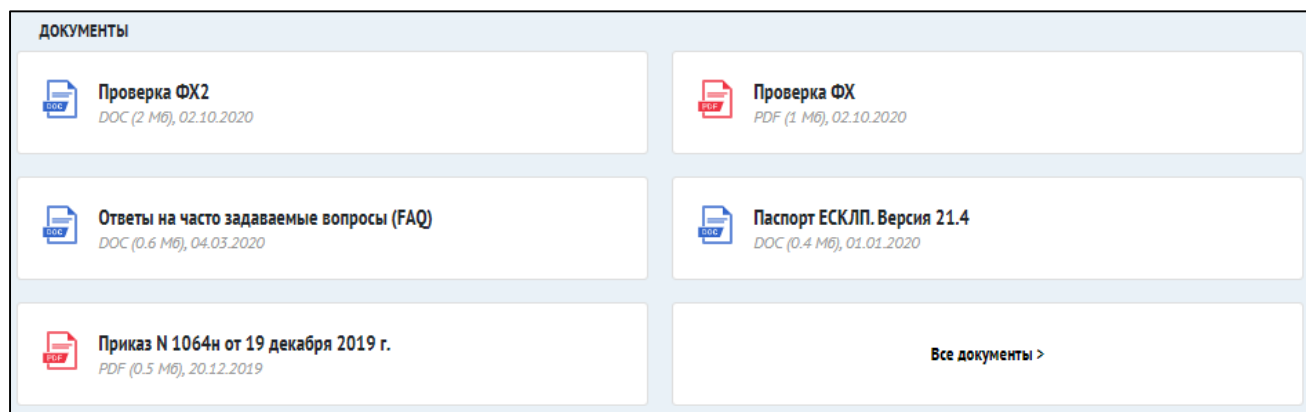 ДОКУМЕНТЫ
DOC
Проверка ФХ2
DOC (2 Мб), 02.10.2020
PDF
Проверка ФХ
PDF (1 Мб), 02.10.2020
DOC
Ответы на часто задаваемые вопросы (FAQ)
DOC (0.6 Мб), 04.03.2020
DOC
Паспорт ЕСКЛП. Версия 21.4
DOC (0.4 Мб), 01.01.2020
PDF
Приказ N 1064н от 19 декабря 2019 г.
PDF (0.5 Мб), 20.12.2019
Все документы >